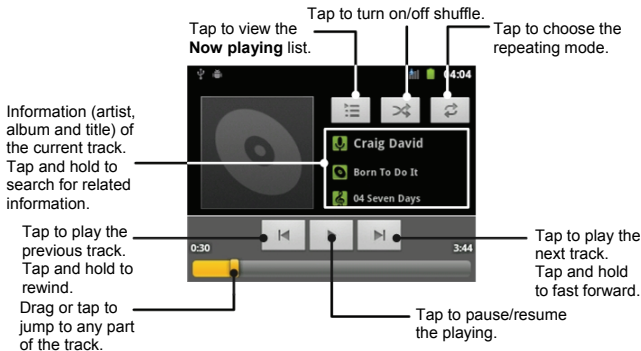 Tap to turn on/off shuffle.
Tap to view the
Now playing list.
Tap to choose the
repeating mode.
04:04
Information (artist,
album and title) of
the current track.
Tap and hold to
search for related
information.
Craig David
Born To Do It
04 Seven Days
Tap to play the
previous track.
Tap and hold to
rewind.
0:30
3:44
Tap to play the
next track.
Tap and hold
to fast forward.
Drag or tap to
jump to any part
of the track.
Tap to pause/resume
the playing.